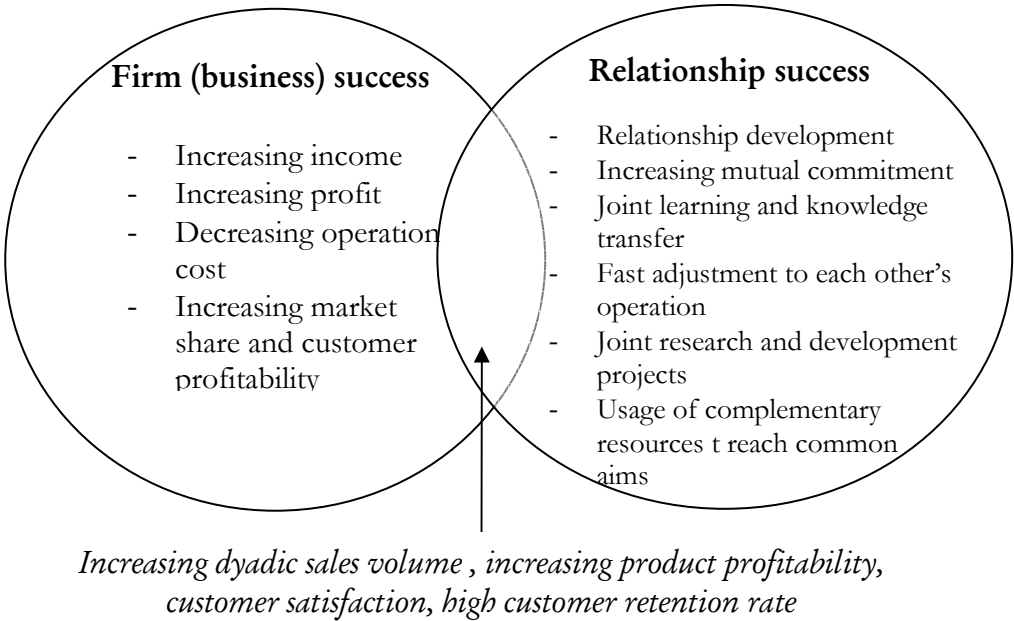 Firm (business) success
- Increasing income
- Increasing profit
- Decreasing operation
cost
- Increasing market
share and customer
profitability
Relationship success
- Relationship development
- Increasing mutual commitment
- Joint learning and knowledge
transfer
- Fast adjustment to each other’s
operation
- Joint research and development
projects
- Usage of complementary
resources t reach common
aims
Increasing dyadic sales volume , increasing product profitability,
customer satisfaction, high customer retention rate